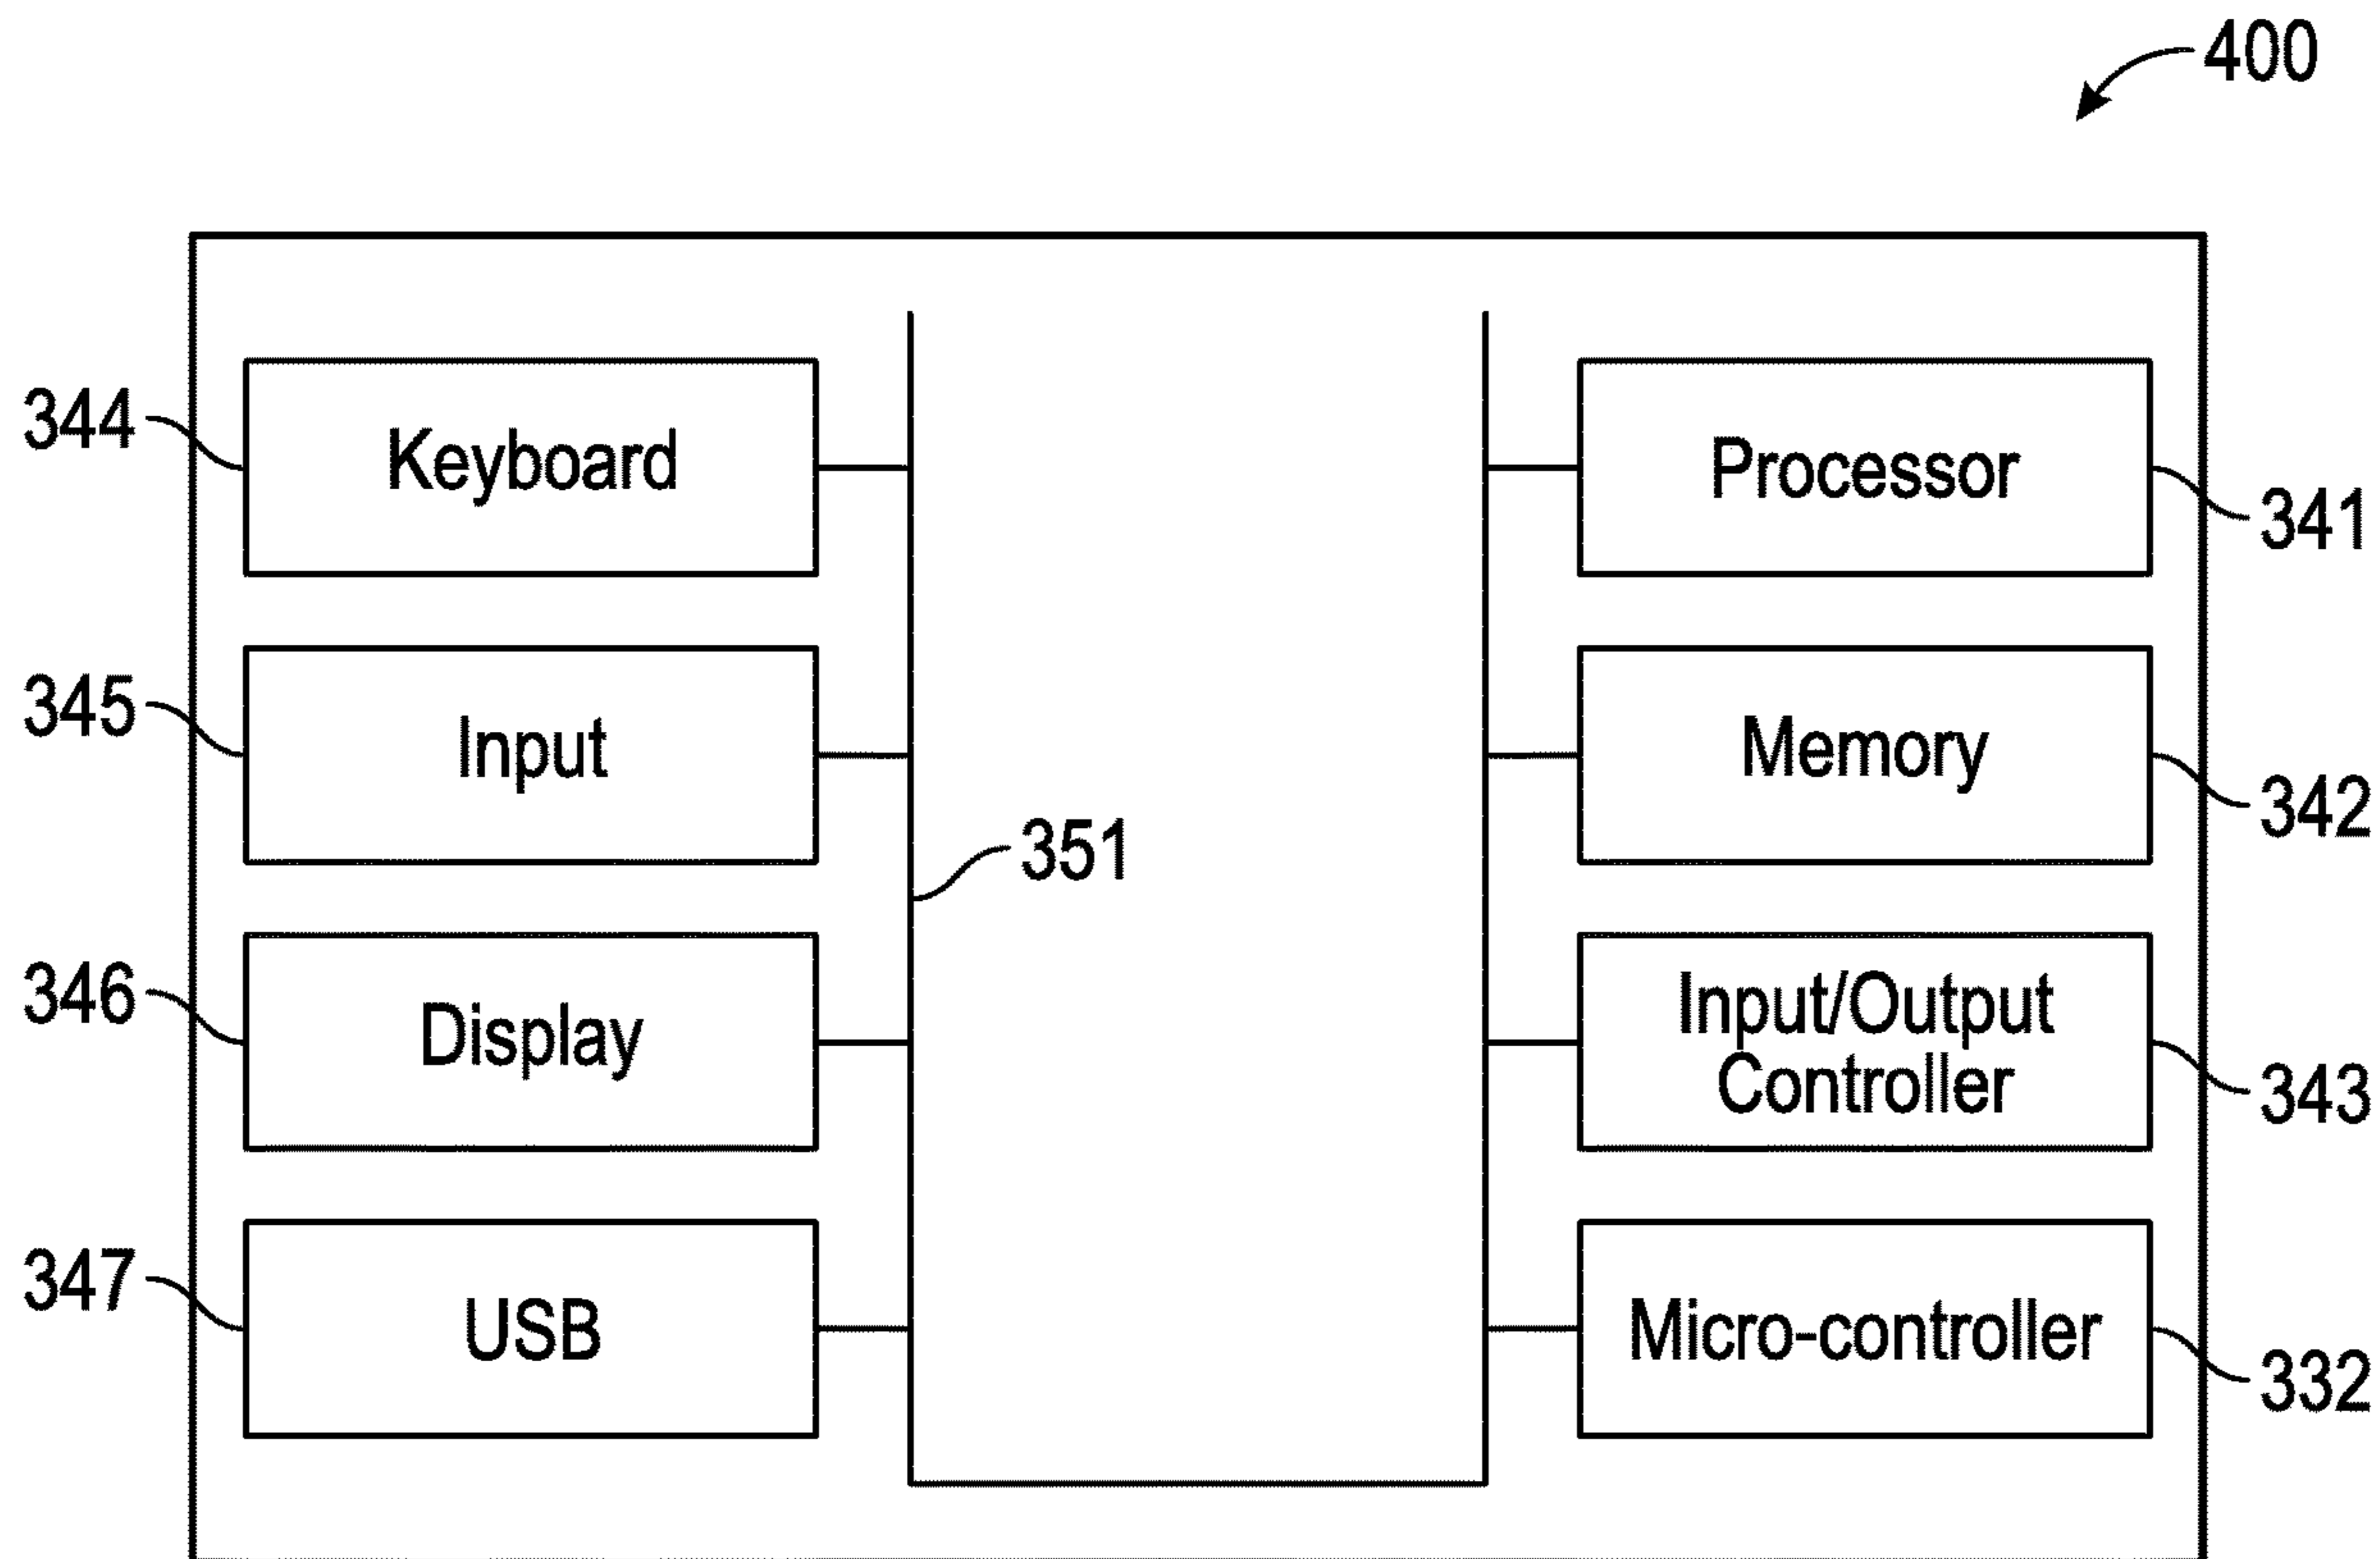 400
344
Keyboard
Processor
341
345
Input
Memory
342
351
346
Display
Input/Output
Controller
343
347
USB
Micro-controller
332